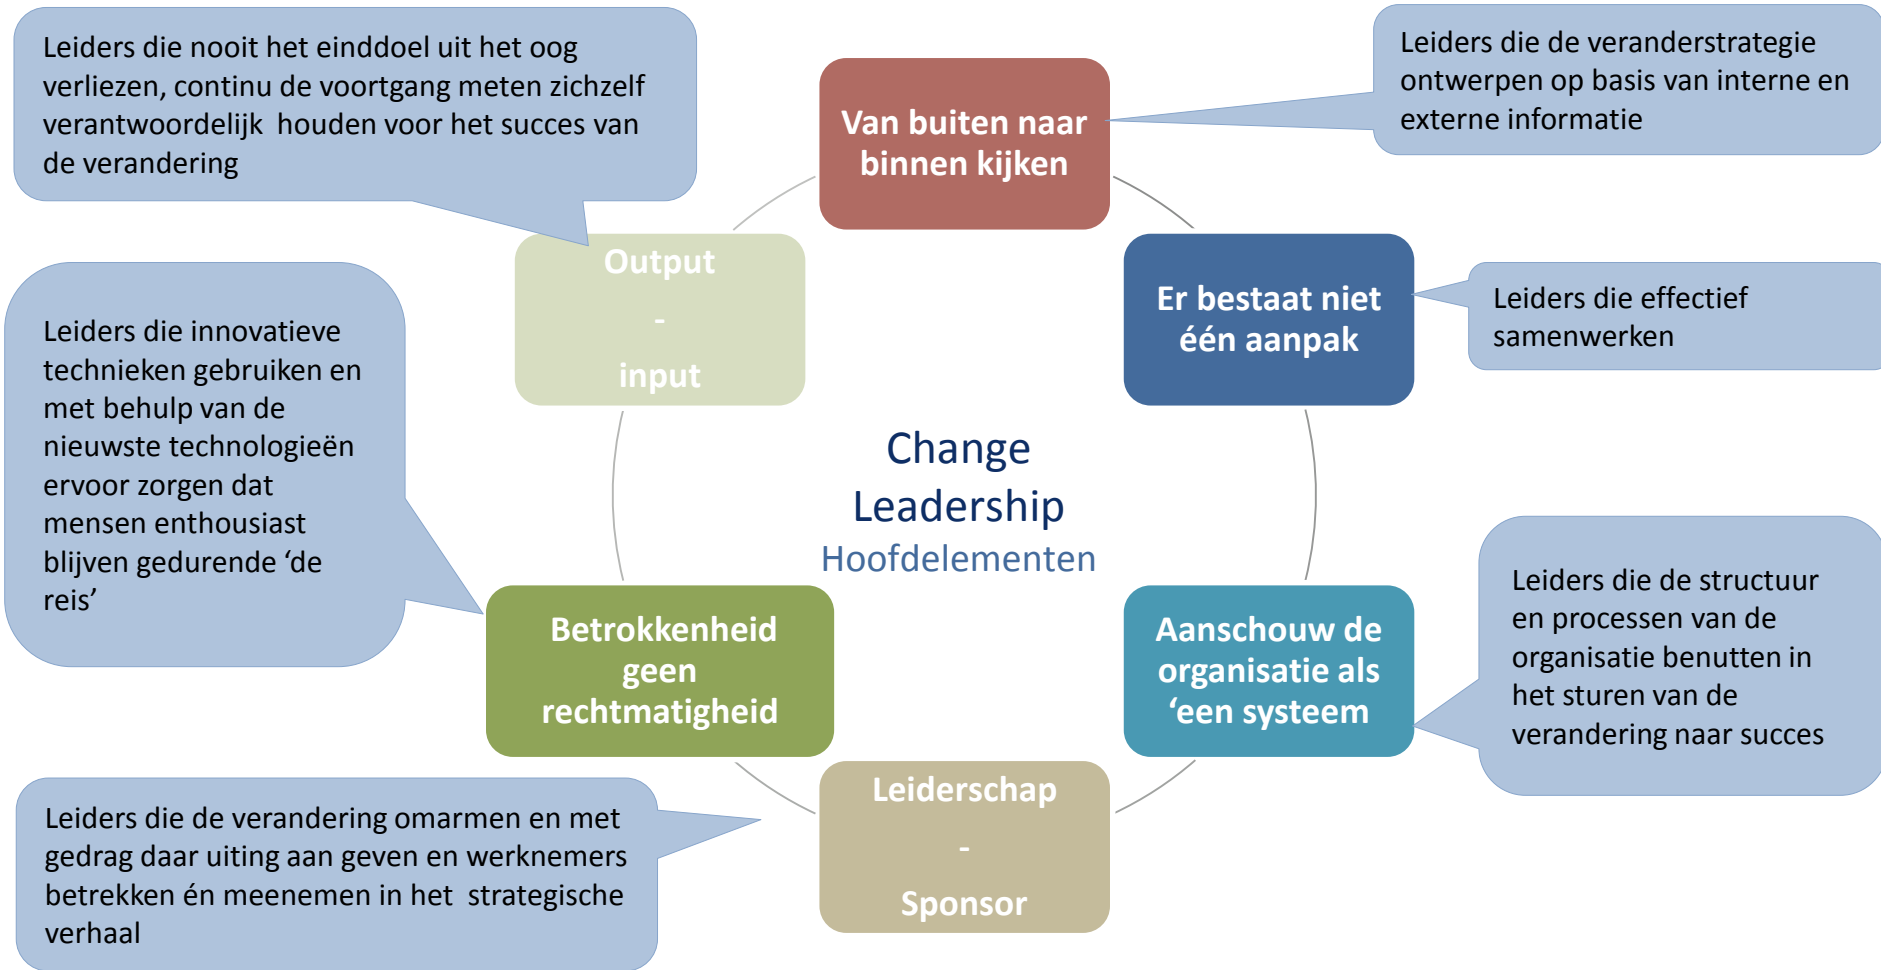 Leiders die nooit het einddoel uit het oog
verliezen, continu de voortgang meten zichzelf
verantwoordelijk houden voor het succes van
de verandering
Van buiten naar
binnen kijken
Leiders die de veranderstrategie
ontwerpen op basis van interne en
externe informatie
Output
-
input
Er bestaat niet
één aanpak
Leiders die effectief
samenwerken
Leiders die innovatieve
technieken gebruiken en
met behulp van de
nieuwste technologieën
ervoor zorgen dat
mensen enthousiast
blijven gedurende ‘de
reis’
Change
Leadership
Hoofdelementen
Betrokkenheid
geen
rechtmatigheid
Aanschouw de
organisatie als
‘een systeem
Leiders die de structuur
en processen van de
organisatie benutten in
het sturen van de
verandering naar succes
Leiderschap
-
Sponsor
Leiders die de verandering omarmen en met
gedrag daar uiting aan geven en werknemers
betrekken én meenemen in het strategische
verhaal